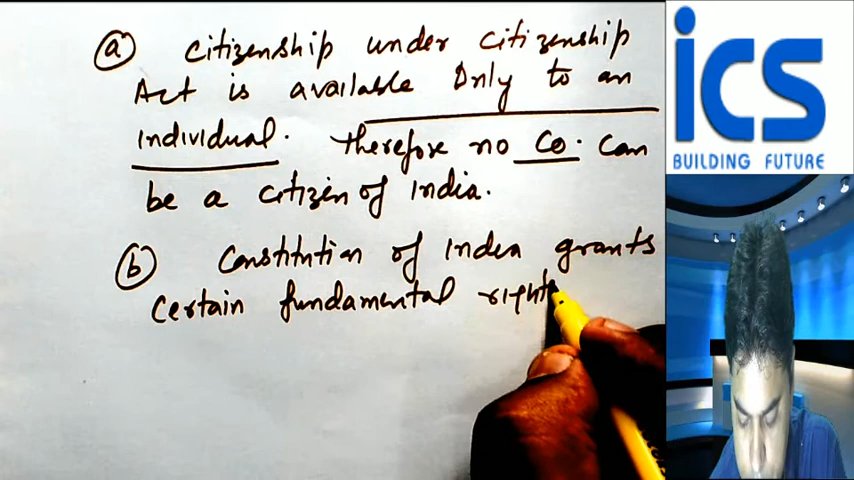 (a) Citizenship under citizenship
Act is available Only to an
individual. Therefore no Co. can
be a citizen of India.
(b) Constitution of India grants
Certain fundamental rights
iCS
BUILDING FUTURE